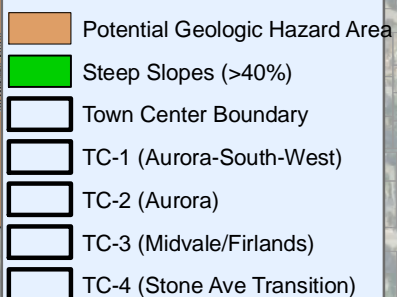 Potential Geologic Hazard Area
Steep Slopes (>40%)
Town Center Boundary
TC-1 (Aurora-South-West)
TC-2 (Aurora)
TC-3 (Midvale/Firlands)
TC-4 (Stone Ave Transition)